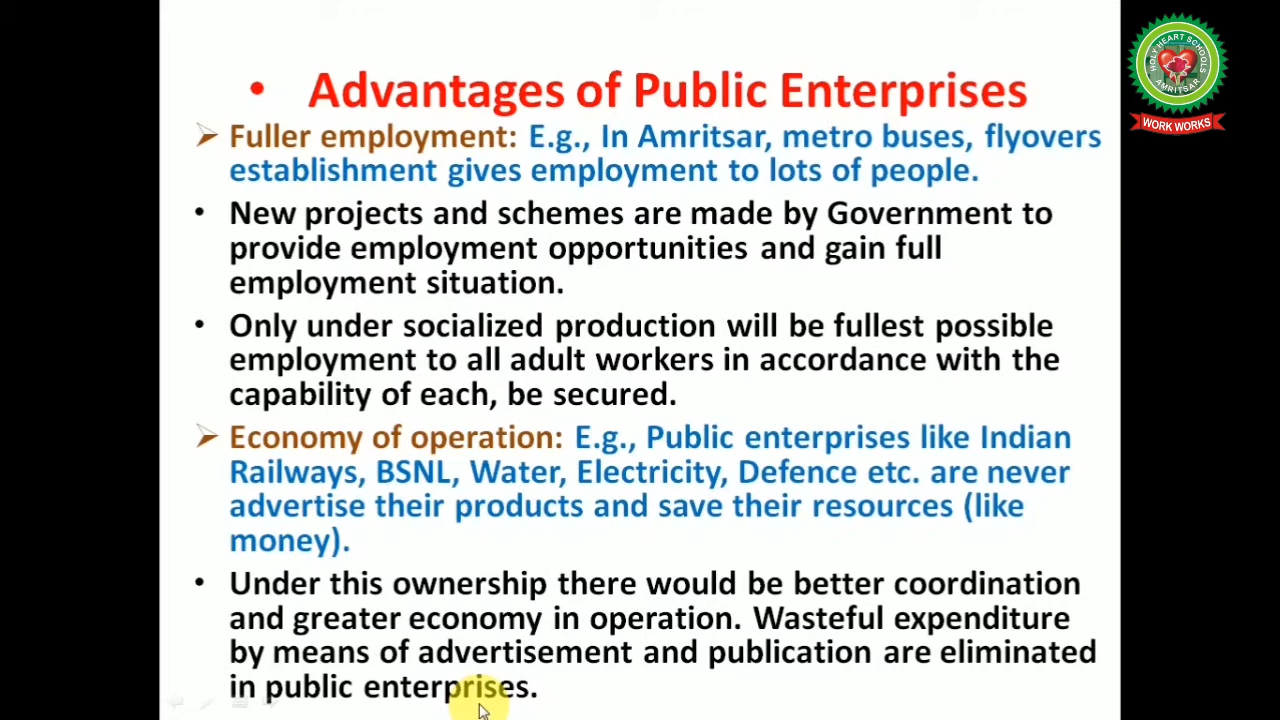 • Advantages of Public Enterprises
➢ Fuller employment: E.g., In Amritsar, metro buses, flyovers
establishment gives employment to lots of people.
• New projects and schemes are made by Government to
provide employment opportunities and gain full
employment situation.
• Only under socialized production will be fullest possible
employment to all adult workers in accordance with the
capability of each, be secured.
➢ Economy of operation: E.g., Public enterprises like Indian
Railways, BSNL, Water, Electricity, Defence etc. are never
advertise their products and save their resources (like
money).
• Under this ownership there would be better coordination
and greater economy in operation. Wasteful expenditure
by means of advertisement and publication are eliminated
in public enterprises.
HOLY HEART SCHOOLS
AMRITSAR
WORK WORKS